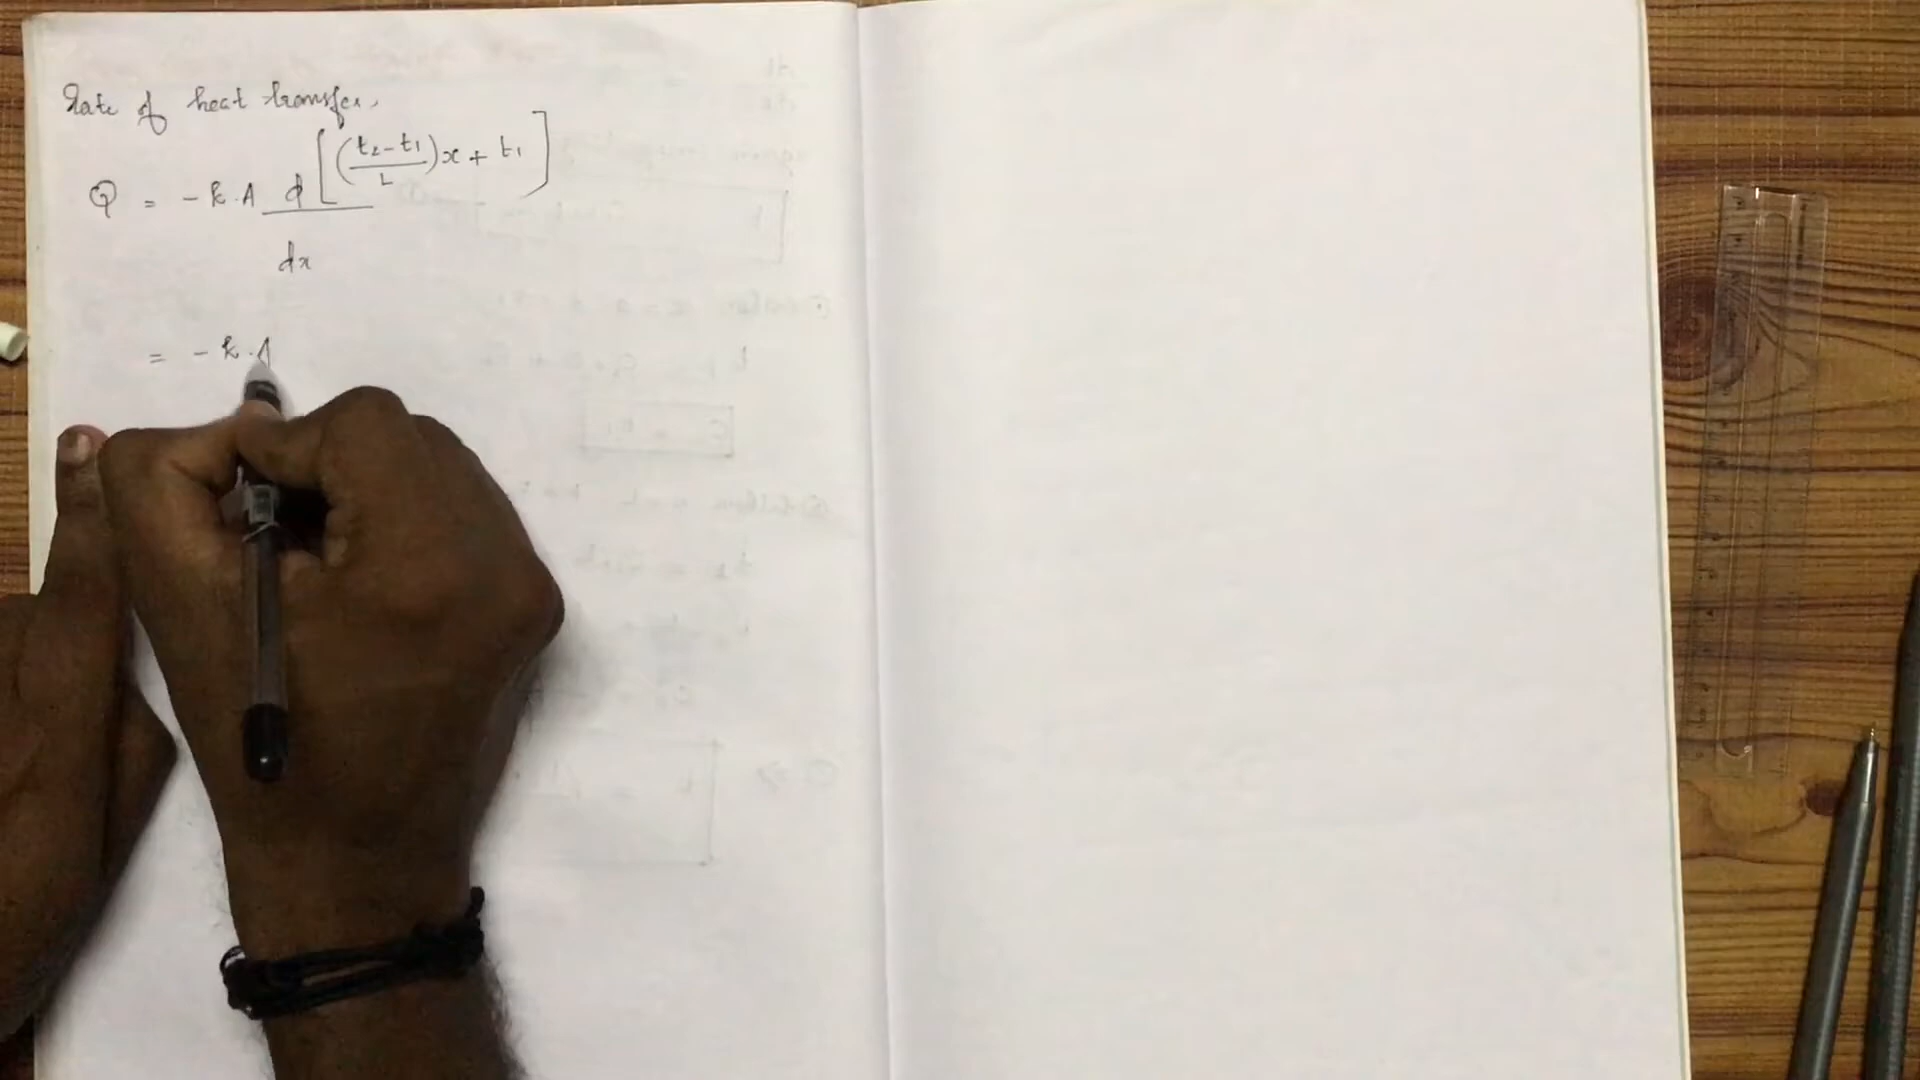 Rate of heat transfer,
Q = -k.A d[((t₂-t₁)/L)x + t₁]/dx
= -k.A